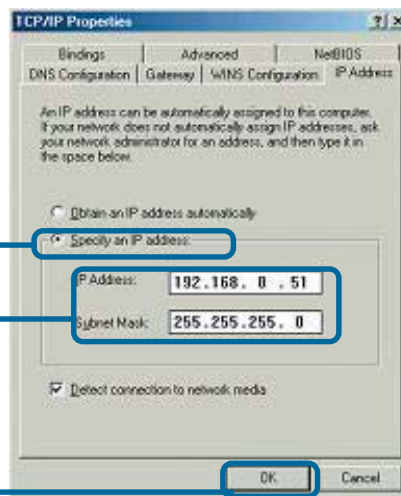 TCP/IP Properties
Bindings Advanced NetBIOS
DNS Configuration Gateway WINS Configuration IP Address
An IP address can be automatically assigned to this computer.
If your network does not automatically assign IP addresses, ask
your network administrator for an address, and then type it in
the space below.
Obtain an IP address automatically
Specify an IP address:
IP Address: 192.168. 0 .51
Subnet Mask: 255.255.255. 0
Detect connection to network media
OK Cancel